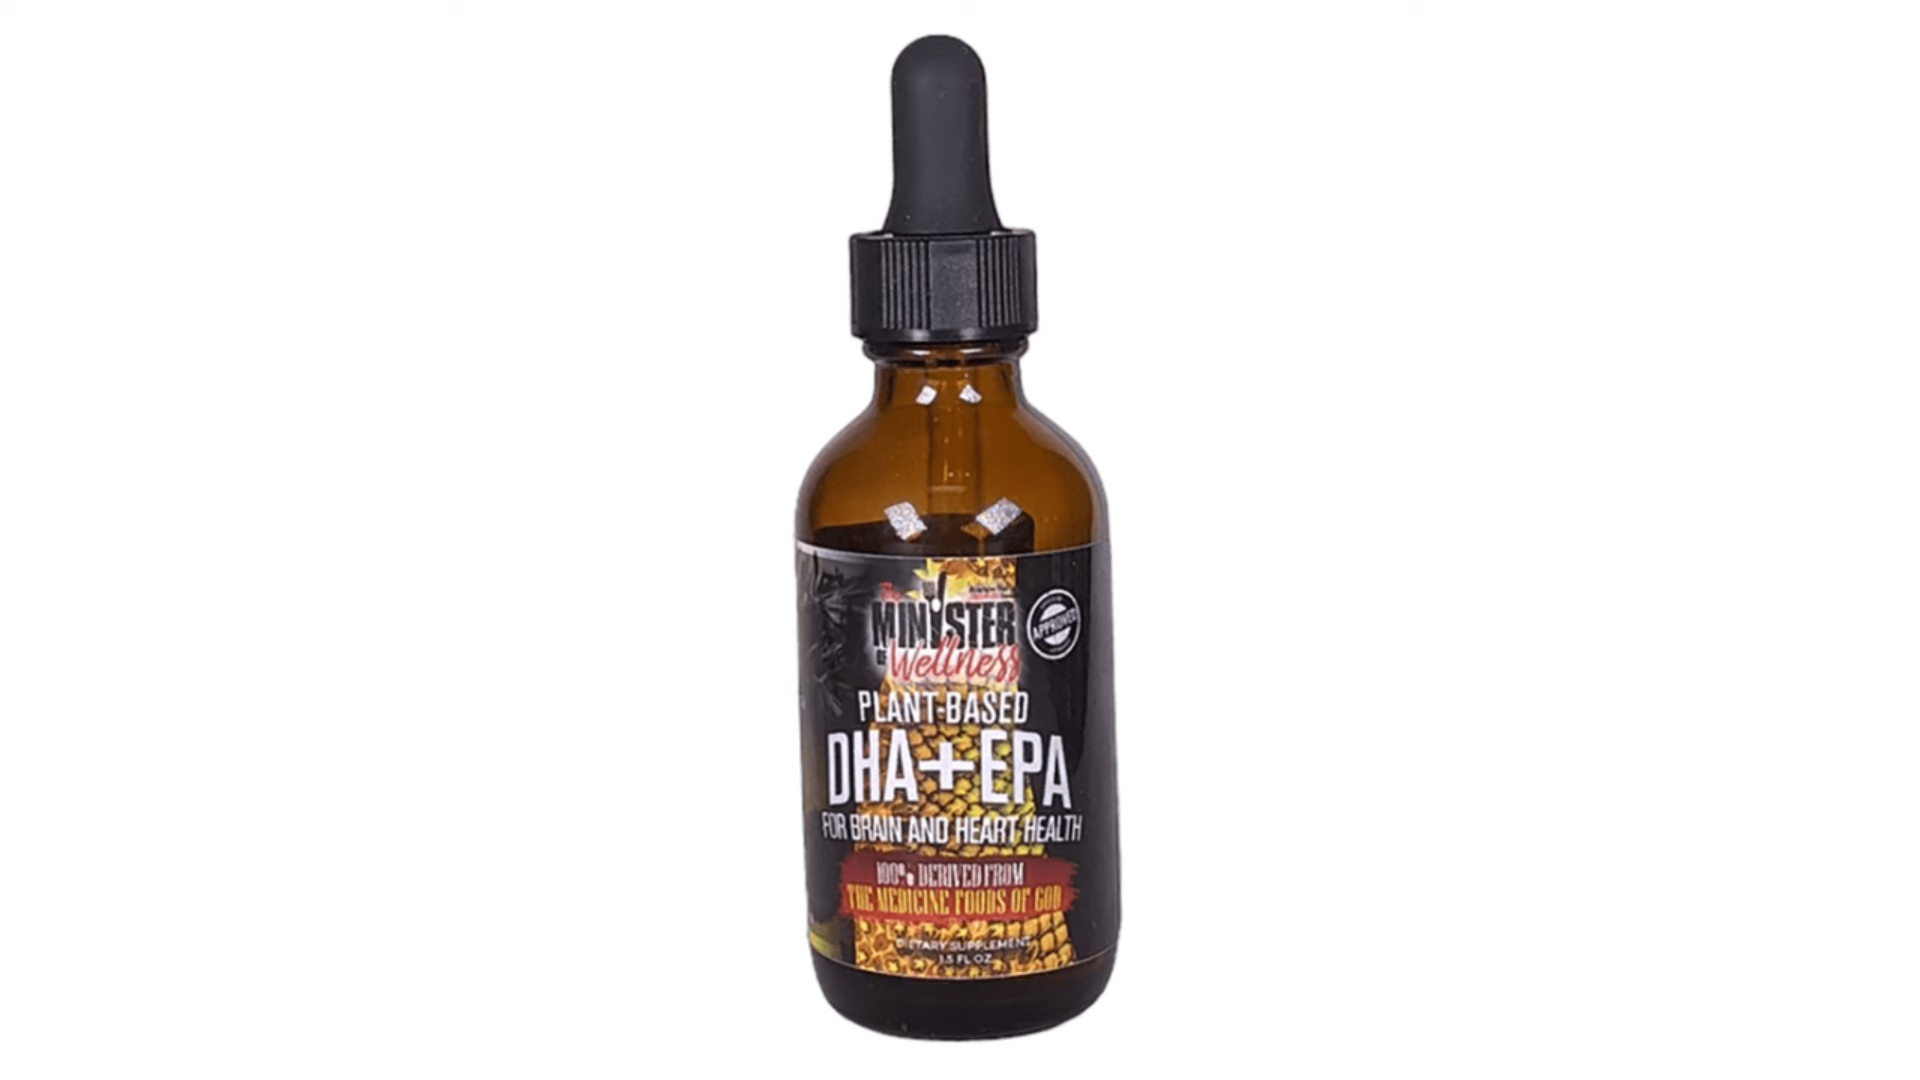 The
MINISTER
OF Wellness
APPROVED
PLANT-BASED
DHA+EPA
FOR BRAIN AND HEART HEALTH
100% DERIVED FROM
THE MEDICINE FOODS OF GOD
DIETARY SUPPLEMENT
1.5 FL OZ